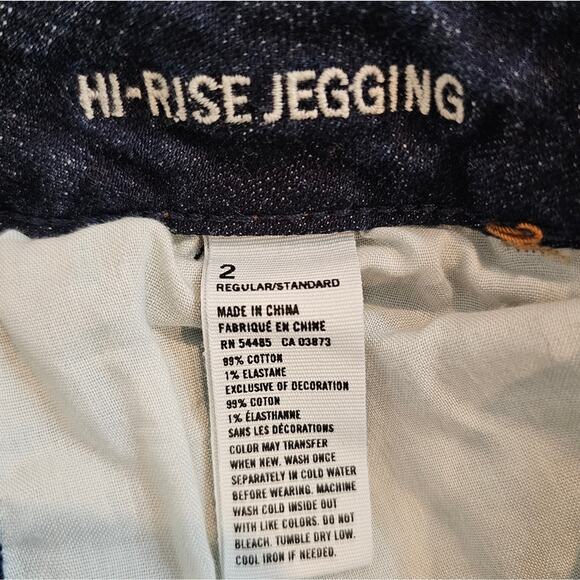 HI-RISE JEGGING
2
REGULAR/STANDARD
MADE IN CHINA
FABRIQUÉ EN CHINE
RN 54485 CA 03873
99% COTTON
1% ELASTANE
EXCLUSIVE OF DECORATION
99% COTON
1% ÉLASTHANNE
SANS LES DÉCORATIONS
COLOR MAY TRANSFER
WHEN NEW. WASH ONCE
SEPARATELY IN COLD WATER
BEFORE WEARING. MACHINE
WASH COLD INSIDE OUT
WITH LIKE COLORS. DO NOT
BLEACH. TUMBLE DRY LOW.
COOL IRON IF NEEDED.